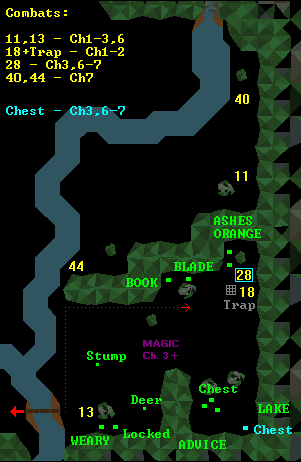 Combats:
11,13 - Ch1-3,6
18+Trap - Ch1-2
28 - Ch3,6-7
40,44 - Ch7
Chest - Ch3,6-7
40
11
ASHES
ORANGE
44
BLADE
BOOK
28
18
Trap
MAGIC
Ch.3+
Stump
Chest
Deer
13
LAKE
Chest
WEARY
Locked
ADVICE